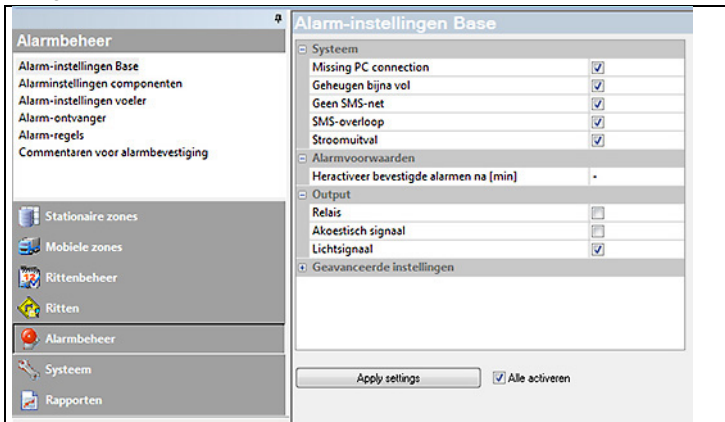 Alarmbeheer
Alarm-instellingen Base
Alarminstellingen componenten
Alarm-instellingen voeler
Alarm-ontvanger
Alarm-regels
Commentaren voor alarmbevestiging
Stationaire zones
Mobiele zones
12
Rittenbeheer
Ritten
Alarmbeheer
Systeem
Rapporten
Alarm-instellingen Base
Systeem
Missing PC connection
Geheugen bijna vol
Geen SMS-net
SMS-overloop
Stroomuitval
Alarmvoorwaarden
Heractiveer bevestigde alarmen na [min] -
Output
Relais
Akoestisch signaal
Lichtsignaal
Geavanceerde instellingen
Apply settings
Alle activeren